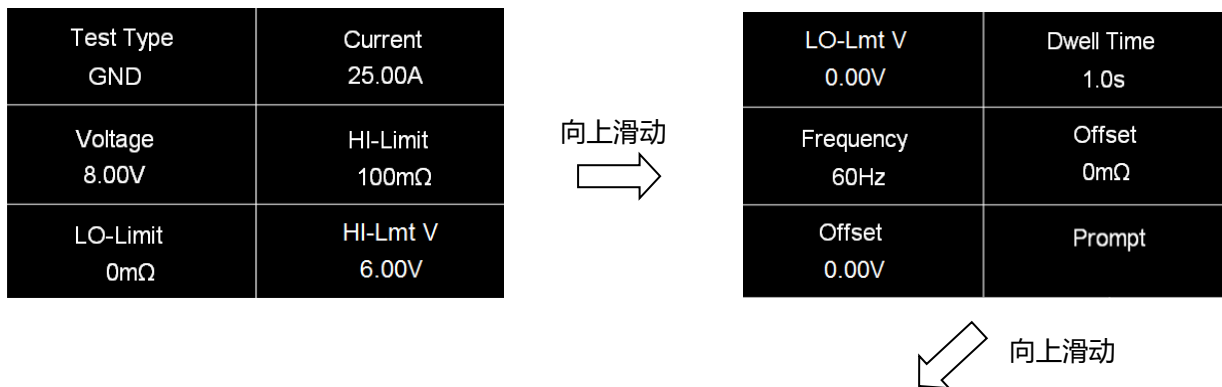 Test Type
GND
Current
25.00A
Voltage
8.00V
HI-Limit
100mΩ
LO-Limit
0mΩ
HI-Lmt V
6.00V
向上滑动
LO-Lmt V
0.00V
Dwell Time
1.0s
Frequency
60Hz
Offset
0mΩ
Offset
0.00V
Prompt
向上滑动